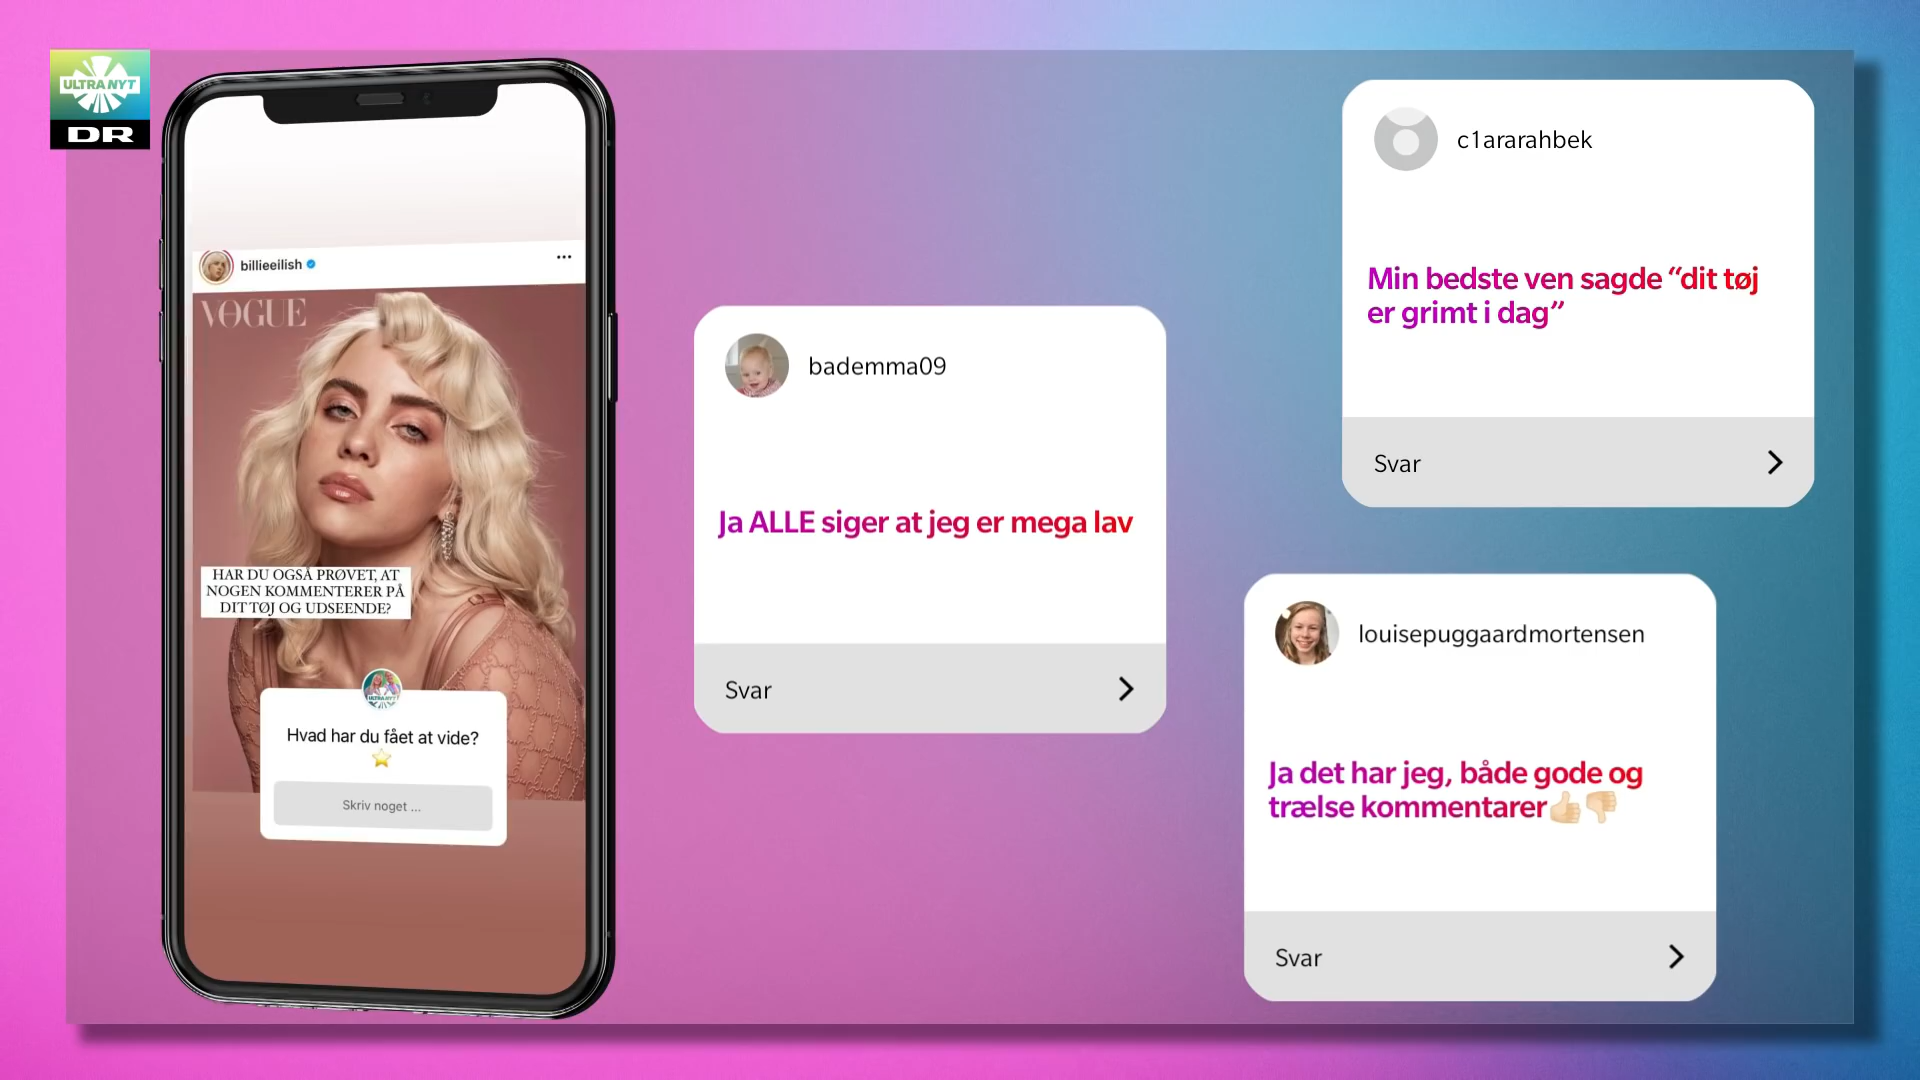 ULTRA NYT
DR
billieeilish
VOGUE
HAR DU OGSÅ PRØVET, AT
NOGEN KOMMENTERER PÅ
DIT TØJ OG UDSEENDE?
ULTRA NYT
Hvad har du fået at vide?
⭐
Skriv noget ...
bademma09
Ja ALLE siger at jeg er mega lav
Svar
c1ararahbek
Min bedste ven sagde “dit tøj
er grimt i dag”
Svar
louisepuggaardmortensen
Ja det har jeg, både gode og
trælse kommentarer👍🏻👎🏻
Svar